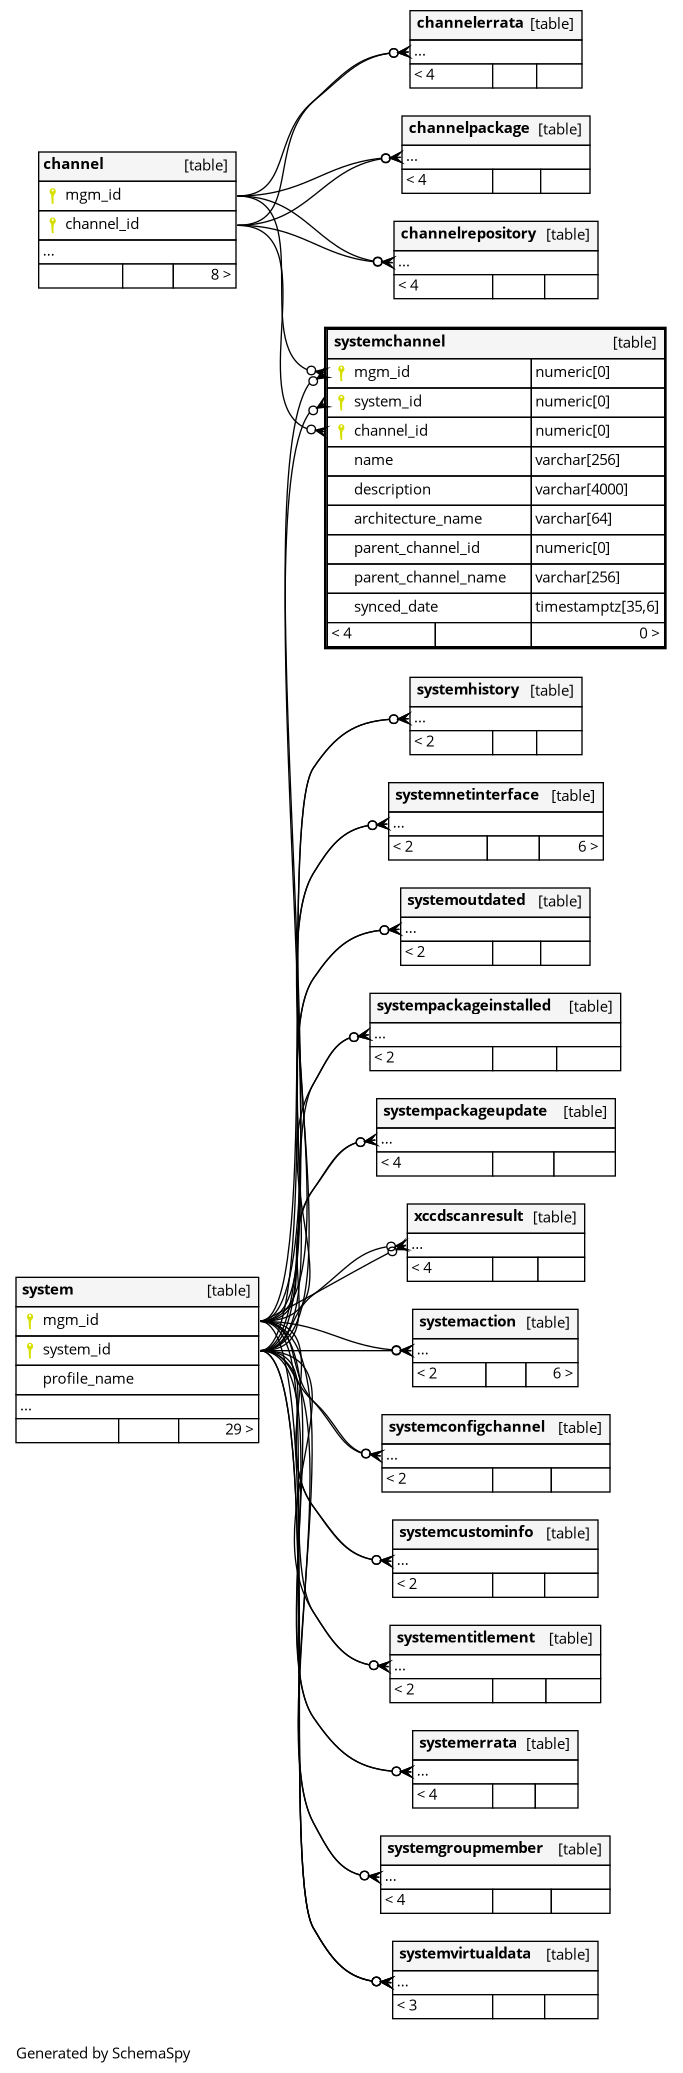 channelerrata [table]
...
< 4
channelpackage [table]
...
< 4
channel [table]
mgm_id
channel_id
...
8 >
channelrepository [table]
...
< 4
systemchannel [table]
mgm_id numeric[0]
system_id numeric[0]
channel_id numeric[0]
name varchar[256]
description varchar[4000]
architecture_name varchar[64]
parent_channel_id numeric[0]
parent_channel_name varchar[256]
synced_date timestamptz[35,6]
< 4 0 >
systemhistory [table]
...
< 2
systemnetinterface [table]
...
< 2 6 >
systemoutdated [table]
...
< 2
systempackageinstalled [table]
...
< 2
systempackageupdate [table]
...
< 4
xccdscanresult [table]
...
< 4
system [table]
mgm_id
system_id
profile_name
...
29 >
systemaction [table]
...
< 2 6 >
systemconfigchannel [table]
...
< 2
systemcustominfo [table]
...
< 2
systementitlement [table]
...
< 2
systemerrata [table]
...
< 4
systemgroupmember [table]
...
< 4
systemvirtualdata [table]
...
< 3
Generated by SchemaSpy